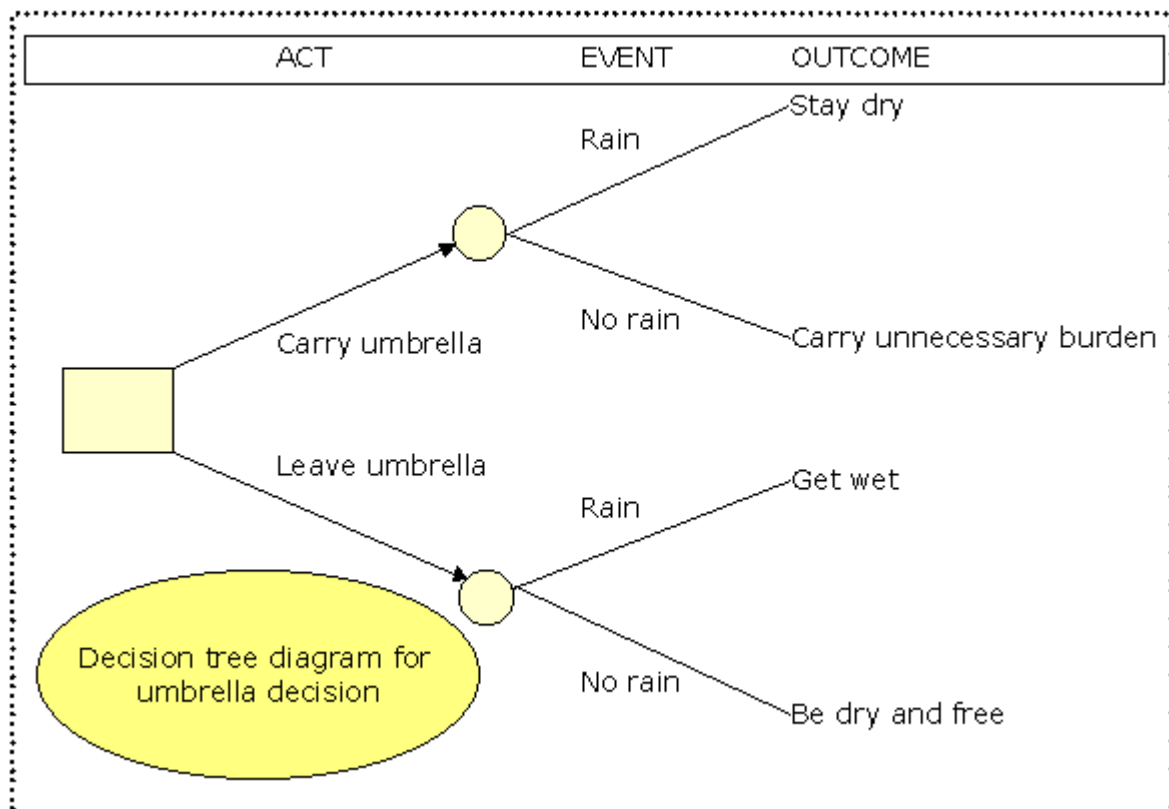 ACT EVENT OUTCOME
Stay dry
Rain
No rain
Carry umbrella
Carry unnecessary burden
Leave umbrella
Get wet
Rain
Decision tree diagram for
umbrella decision
No rain
Be dry and free